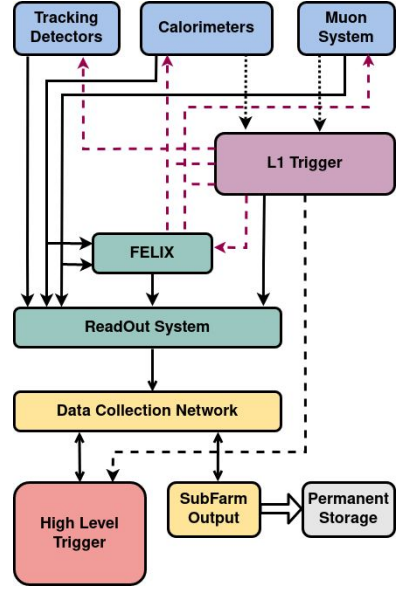 Tracking
Detectors
Calorimeters
Muon
System
L1 Trigger
FELIX
ReadOut System
Data Collection Network
High Level
Trigger
SubFarm
Output
Permanent
Storage